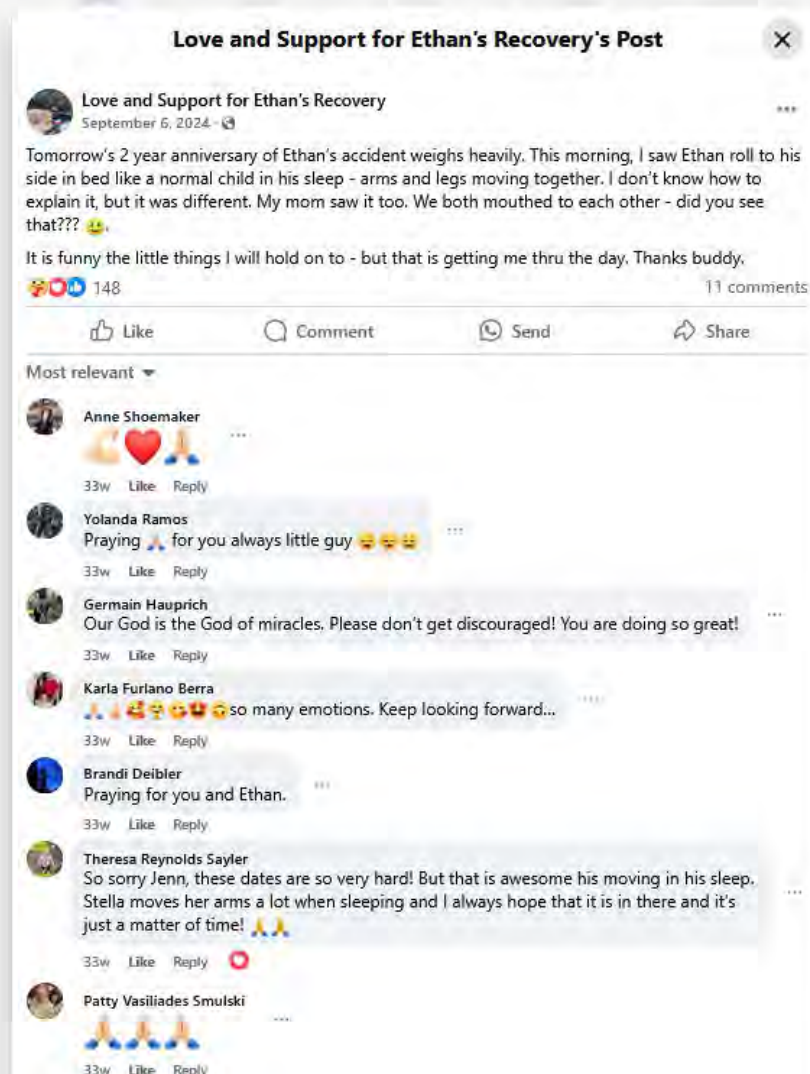 Love and Support for Ethan's Recovery's Post
Love and Support for Ethan's Recovery
September 6, 2024 ·
Tomorrow's 2 year anniversary of Ethan's accident weighs heavily. This morning, I saw Ethan roll to his
side in bed like a normal child in his sleep - arms and legs moving together. I don't know how to
explain it, but it was different. My mom saw it too. We both mouthed to each other - did you see
that??? 😃.
It is funny the little things I will hold on to - but that is getting me thru the day. Thanks buddy.
148
11 comments
Like
Comment
Send
Share
Most relevant
Anne Shoemaker
💪🏻❤️🙏🏻
33w Like Reply
Yolanda Ramos
Praying 🙏🏻 for you always little guy
33w Like Reply
Germain Hauprich
Our God is the God of miracles. Please don't get discouraged! You are doing so great!
33w Like Reply
Karla Furlano Berra
so many emotions. Keep looking forward...
33w Like Reply
Brandi Deibler
Praying for you and Ethan.
33w Like Reply
Theresa Reynolds Sayler
So sorry Jenn, these dates are so very hard! But that is awesome his moving in his sleep.
Stella moves her arms a lot when sleeping and I always hope that it is in there and it's
just a matter of time! 🙏🙏
33w Like Reply
Patty Vasiliades Smulski
🙏🏻🙏🏻🙏🏻
33w Like Reply